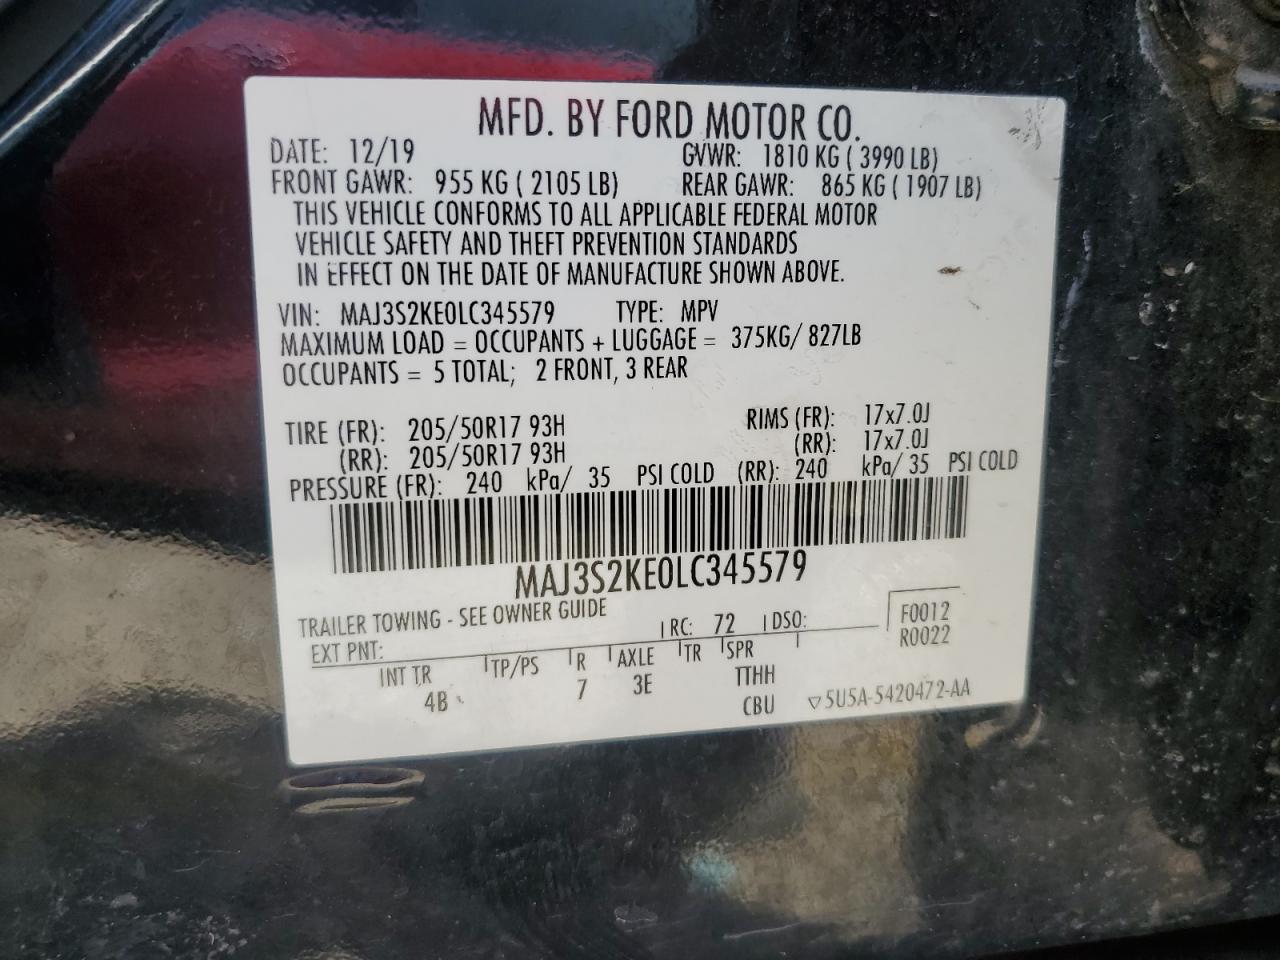 MFD. BY FORD MOTOR CO.
DATE: 12/19 GVWR: 1810 KG ( 3990 LB)
FRONT GAWR: 955 KG ( 2105 LB) REAR GAWR: 865 KG ( 1907 LB)
THIS VEHICLE CONFORMS TO ALL APPLICABLE FEDERAL MOTOR
VEHICLE SAFETY AND THEFT PREVENTION STANDARDS
IN EFFECT ON THE DATE OF MANUFACTURE SHOWN ABOVE.
VIN: MAJ3S2KE0LC345579 TYPE: MPV
MAXIMUM LOAD = OCCUPANTS + LUGGAGE = 375KG/ 827LB
OCCUPANTS = 5 TOTAL; 2 FRONT, 3 REAR
TIRE (FR): 205/50R17 93H RIMS (FR): 17x7.0J
(RR): 205/50R17 93H (RR): 17x7.0J
PRESSURE (FR): 240 kPa/ 35 PSI COLD (RR): 240 kPa/ 35 PSI COLD
MAJ3S2KE0LC345579
TRAILER TOWING - SEE OWNER GUIDE
EXT PNT: RC: 72 DSO: F0012
R0022
INT TR TP/PS R AXLE TR SPR
4B 7 3E TTHH
CBU ▽5U5A-5420472-AA